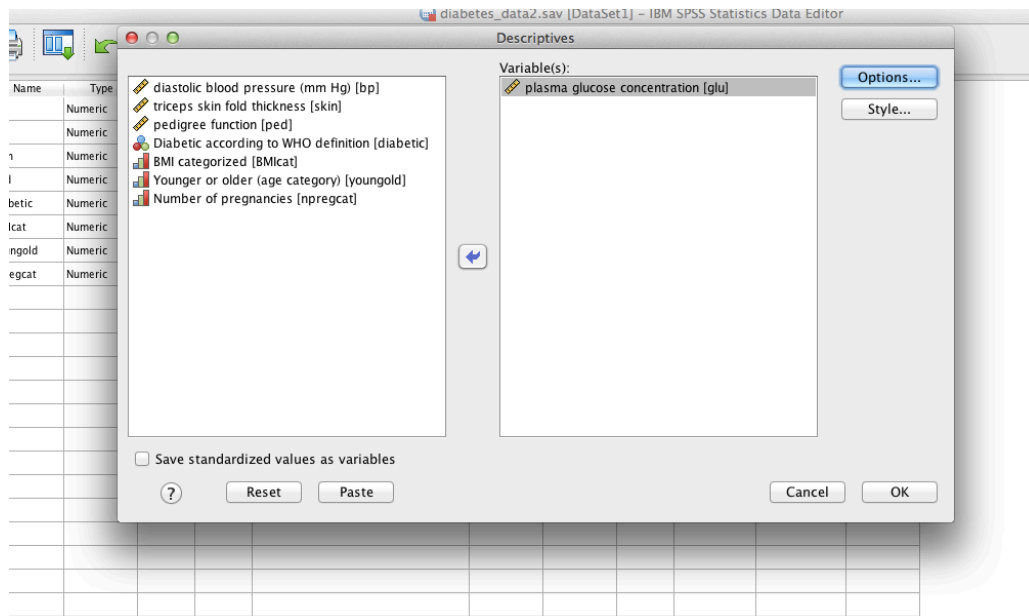 diabetes_data2.sav [DataSet1] – IBM SPSS Statistics Data Editor
Descriptives
Name Type
Numeric
Numeric
Numeric
Numeric
betic Numeric
lcat Numeric
ngold Numeric
egcat Numeric
diastolic blood pressure (mm Hg) [bp]
triceps skin fold thickness [skin]
pedigree function [ped]
Diabetic according to WHO definition [diabetic]
BMI categorized [BMIcat]
Younger or older (age category) [youngold]
Number of pregnancies [npregcat]
Variable(s):
plasma glucose concentration [glu]
Options...
Style...
Save standardized values as variables
? Reset Paste Cancel OK